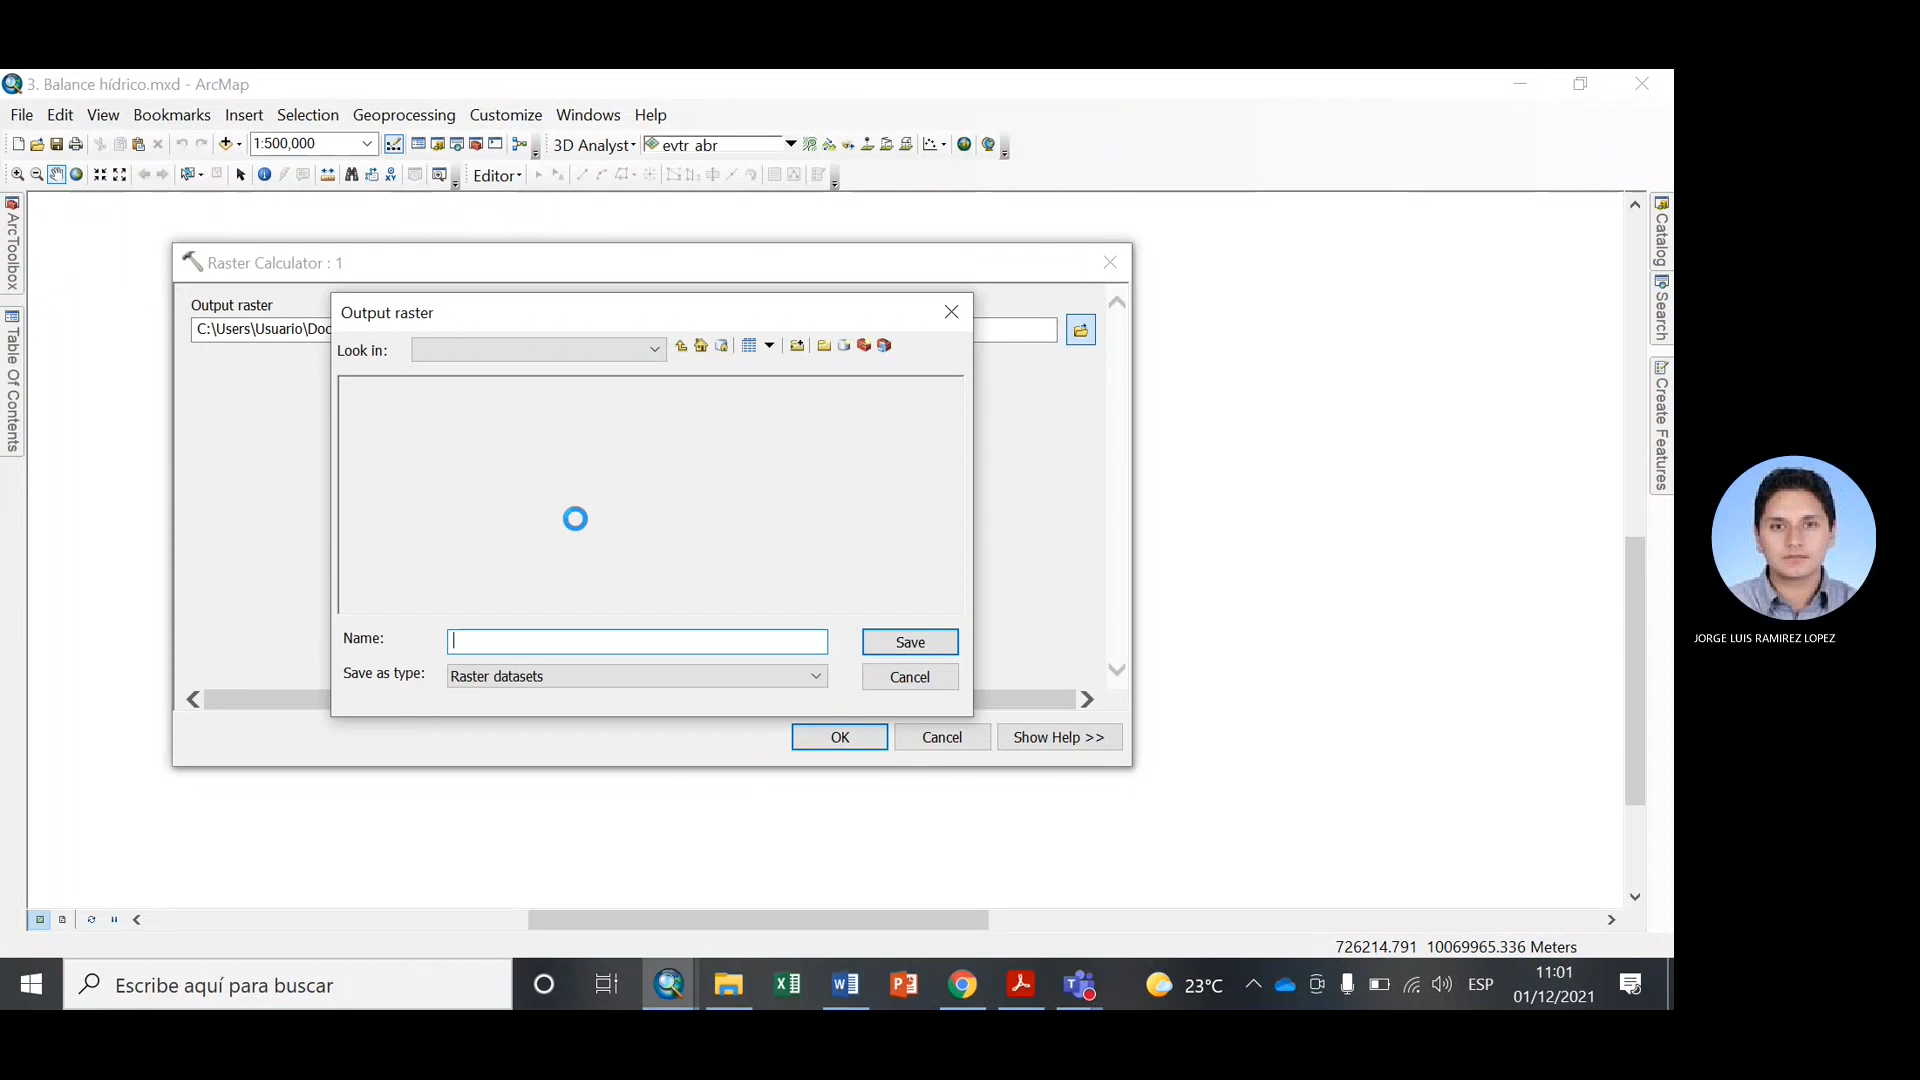 3. Balance hídrico.mxd - ArcMap
File Edit View Bookmarks Insert Selection Geoprocessing Customize Windows Help
1:500,000
3D Analyst
evtr abr
Editor
ArcToolbox
Table Of Contents
Catalog
Search
Create Features
Raster Calculator : 1
Output raster
C:\Users\Usuario\Doc
Output raster
Look in:
Name:
Save
Save as type:
Raster datasets
Cancel
OK
Cancel
Show Help >>
JORGE LUIS RAMIREZ LOPEZ
726214.791 10069965.336 Meters
Escribe aquí para buscar
23°C
ESP
11:01
01/12/2021